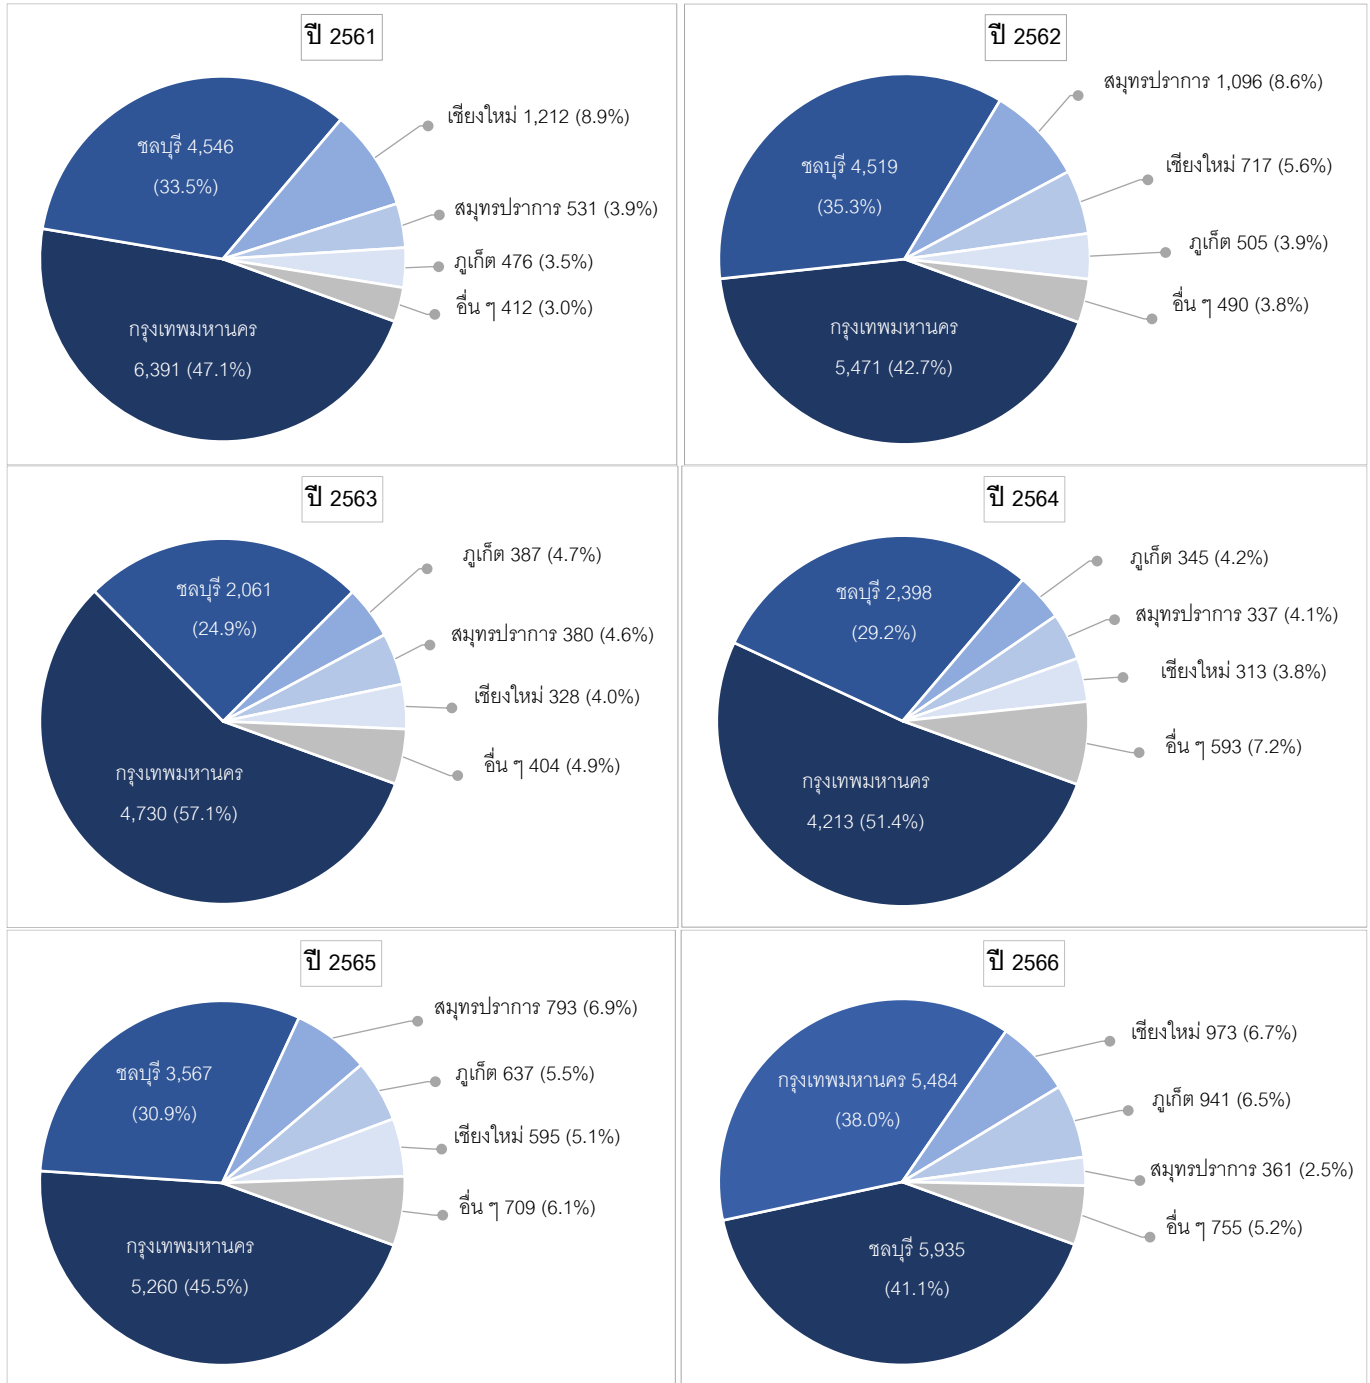 ปี 2561
เชียงใหม่ 1,212 (8.9%)
ชลบุรี 4,546
(33.5%)
สมุทรปราการ 531 (3.9%)
ภูเก็ต 476 (3.5%)
อื่น ๆ 412 (3.0%)
กรุงเทพมหานคร
6,391 (47.1%)
ปี 2562
สมุทรปราการ 1,096 (8.6%)
ชลบุรี 4,519
(35.3%)
เชียงใหม่ 717 (5.6%)
ภูเก็ต 505 (3.9%)
อื่น ๆ 490 (3.8%)
กรุงเทพมหานคร
5,471 (42.7%)
ปี 2563
ภูเก็ต 387 (4.7%)
ชลบุรี 2,061
(24.9%)
สมุทรปราการ 380 (4.6%)
เชียงใหม่ 328 (4.0%)
อื่น ๆ 404 (4.9%)
กรุงเทพมหานคร
4,730 (57.1%)
ปี 2564
ภูเก็ต 345 (4.2%)
ชลบุรี 2,398
(29.2%)
สมุทรปราการ 337 (4.1%)
เชียงใหม่ 313 (3.8%)
อื่น ๆ 593 (7.2%)
กรุงเทพมหานคร
4,213 (51.4%)
ปี 2565
สมุทรปราการ 793 (6.9%)
ชลบุรี 3,567
(30.9%)
ภูเก็ต 637 (5.5%)
เชียงใหม่ 595 (5.1%)
อื่น ๆ 709 (6.1%)
กรุงเทพมหานคร
5,260 (45.5%)
ปี 2566
เชียงใหม่ 973 (6.7%)
กรุงเทพมหานคร 5,484
(38.0%)
ภูเก็ต 941 (6.5%)
สมุทรปราการ 361 (2.5%)
อื่น ๆ 755 (5.2%)
ชลบุรี 5,935
(41.1%)